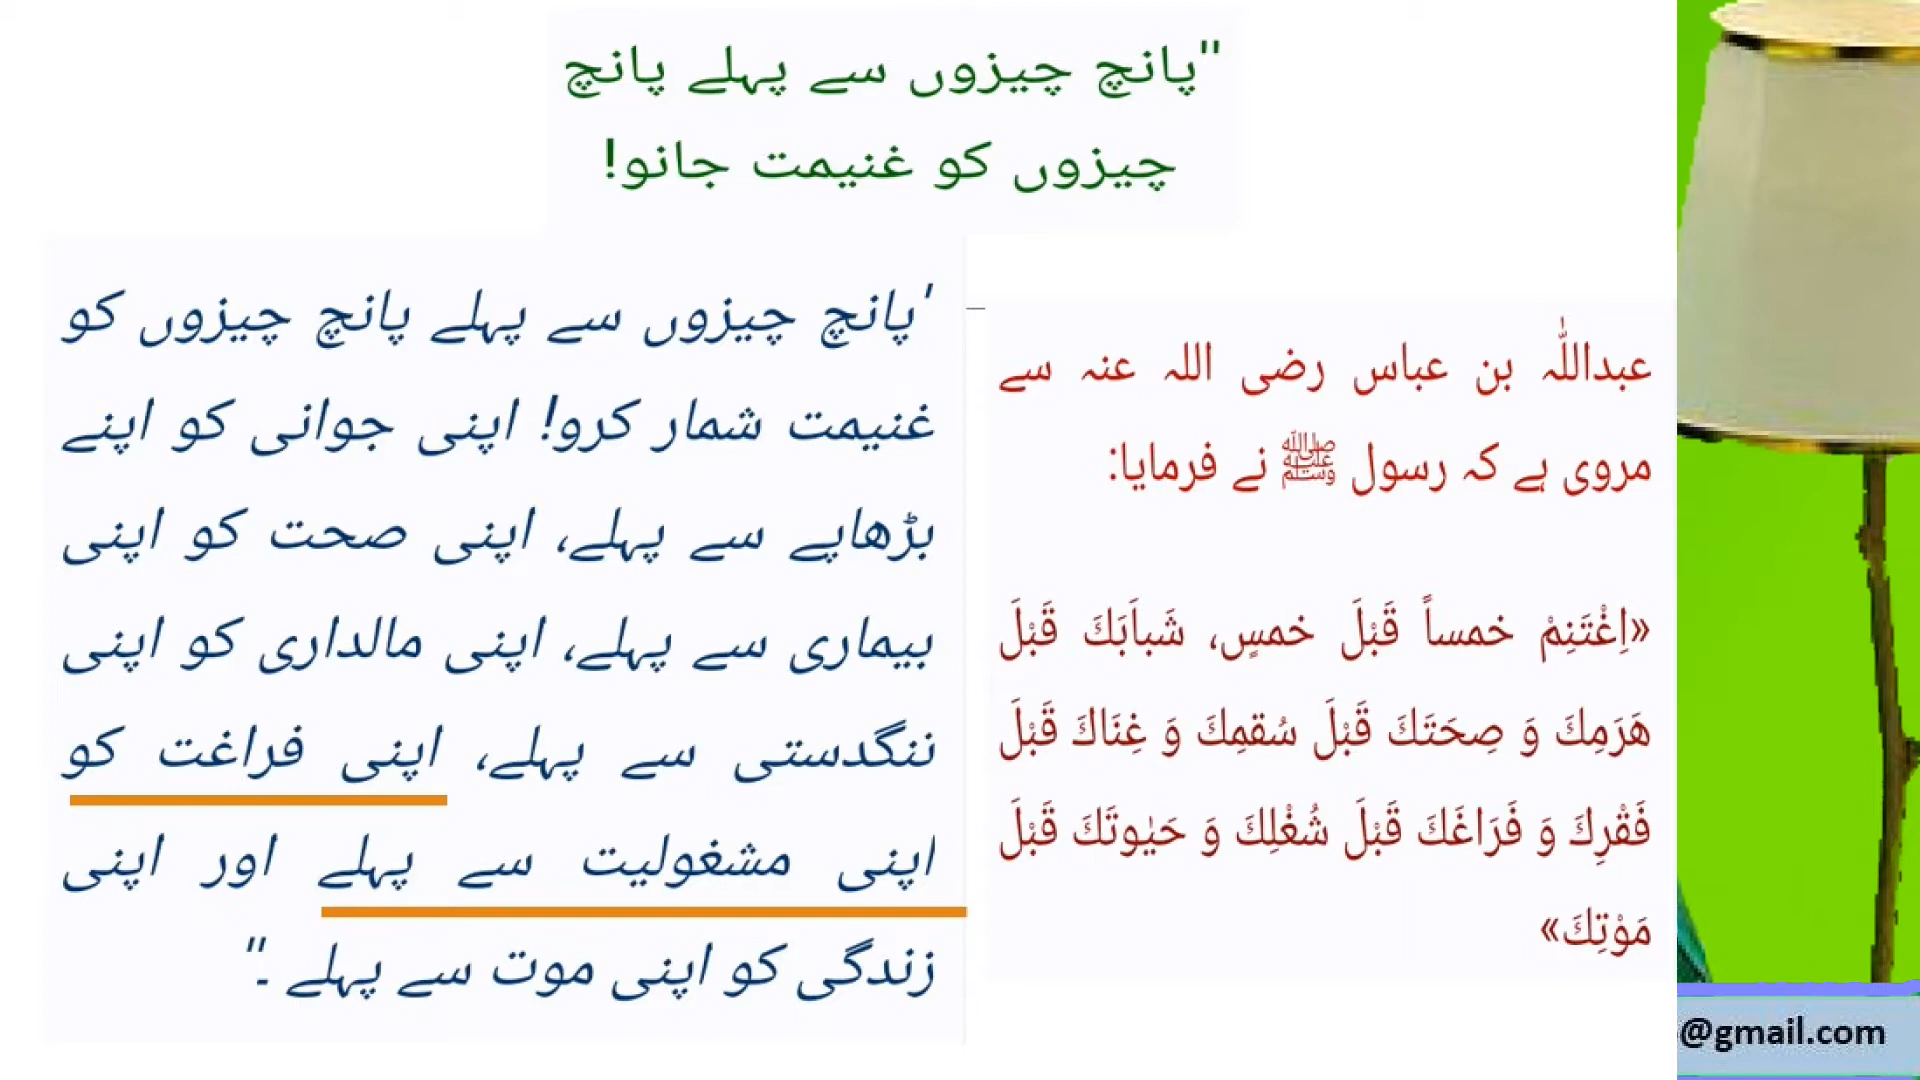 "پانچ چیزوں سے پہلے پانچ
چیزوں کو غنیمت جانو!
عبداللّٰہ بن عباس رضی اللہ عنہ سے
مروی ہے کہ رسول ﷺ نے فرمایا:
«اِغْتَنِمْ خمساً قَبْلَ خمسٍ، شَباَبَكَ قَبْلَ
هَرَمِكَ وَ صِحَتَكَ قَبْلَ سُقمِكَ وَ غِنَاكَ قَبْلَ
فَقْرِكَ وَ فَرَاغَكَ قَبْلَ شُغْلِكَ وَ حَيٰوتَكَ قَبْلَ
مَوْتِكَ»
'پانچ چیزوں سے پہلے پانچ چیزوں کو
غنیمت شمار کرو! اپنی جوانی کو اپنے
بڑھاپے سے پہلے، اپنی صحت کو اپنی
بیماری سے پہلے، اپنی مالداری کو اپنی
ننگدستی سے پہلے، اپنی فراغت کو
اپنی مشغولیت سے پہلے اور اپنی
زندگی کو اپنی موت سے پہلے ۔"
@gmail.com